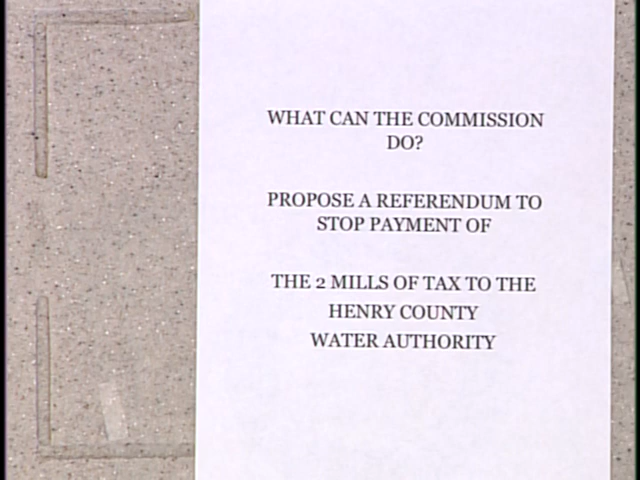 WHAT CAN THE COMMISSION
DO?
PROPOSE A REFERENDUM TO
STOP PAYMENT OF
THE 2 MILLS OF TAX TO THE
HENRY COUNTY
WATER AUTHORITY